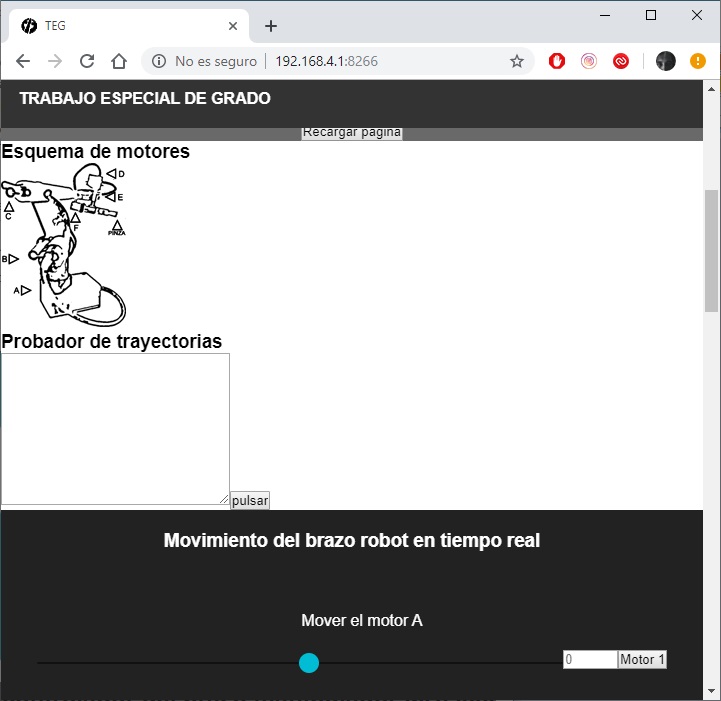 TEG
No es seguro
192.168.4.1:8266
TRABAJO ESPECIAL DE GRADO
Recargar pagina
Esquema de motores
D
E
C
F
PINZA
B
A
Probador de trayectorias
pulsar
Movimiento del brazo robot en tiempo real
Mover el motor A
0
Motor 1